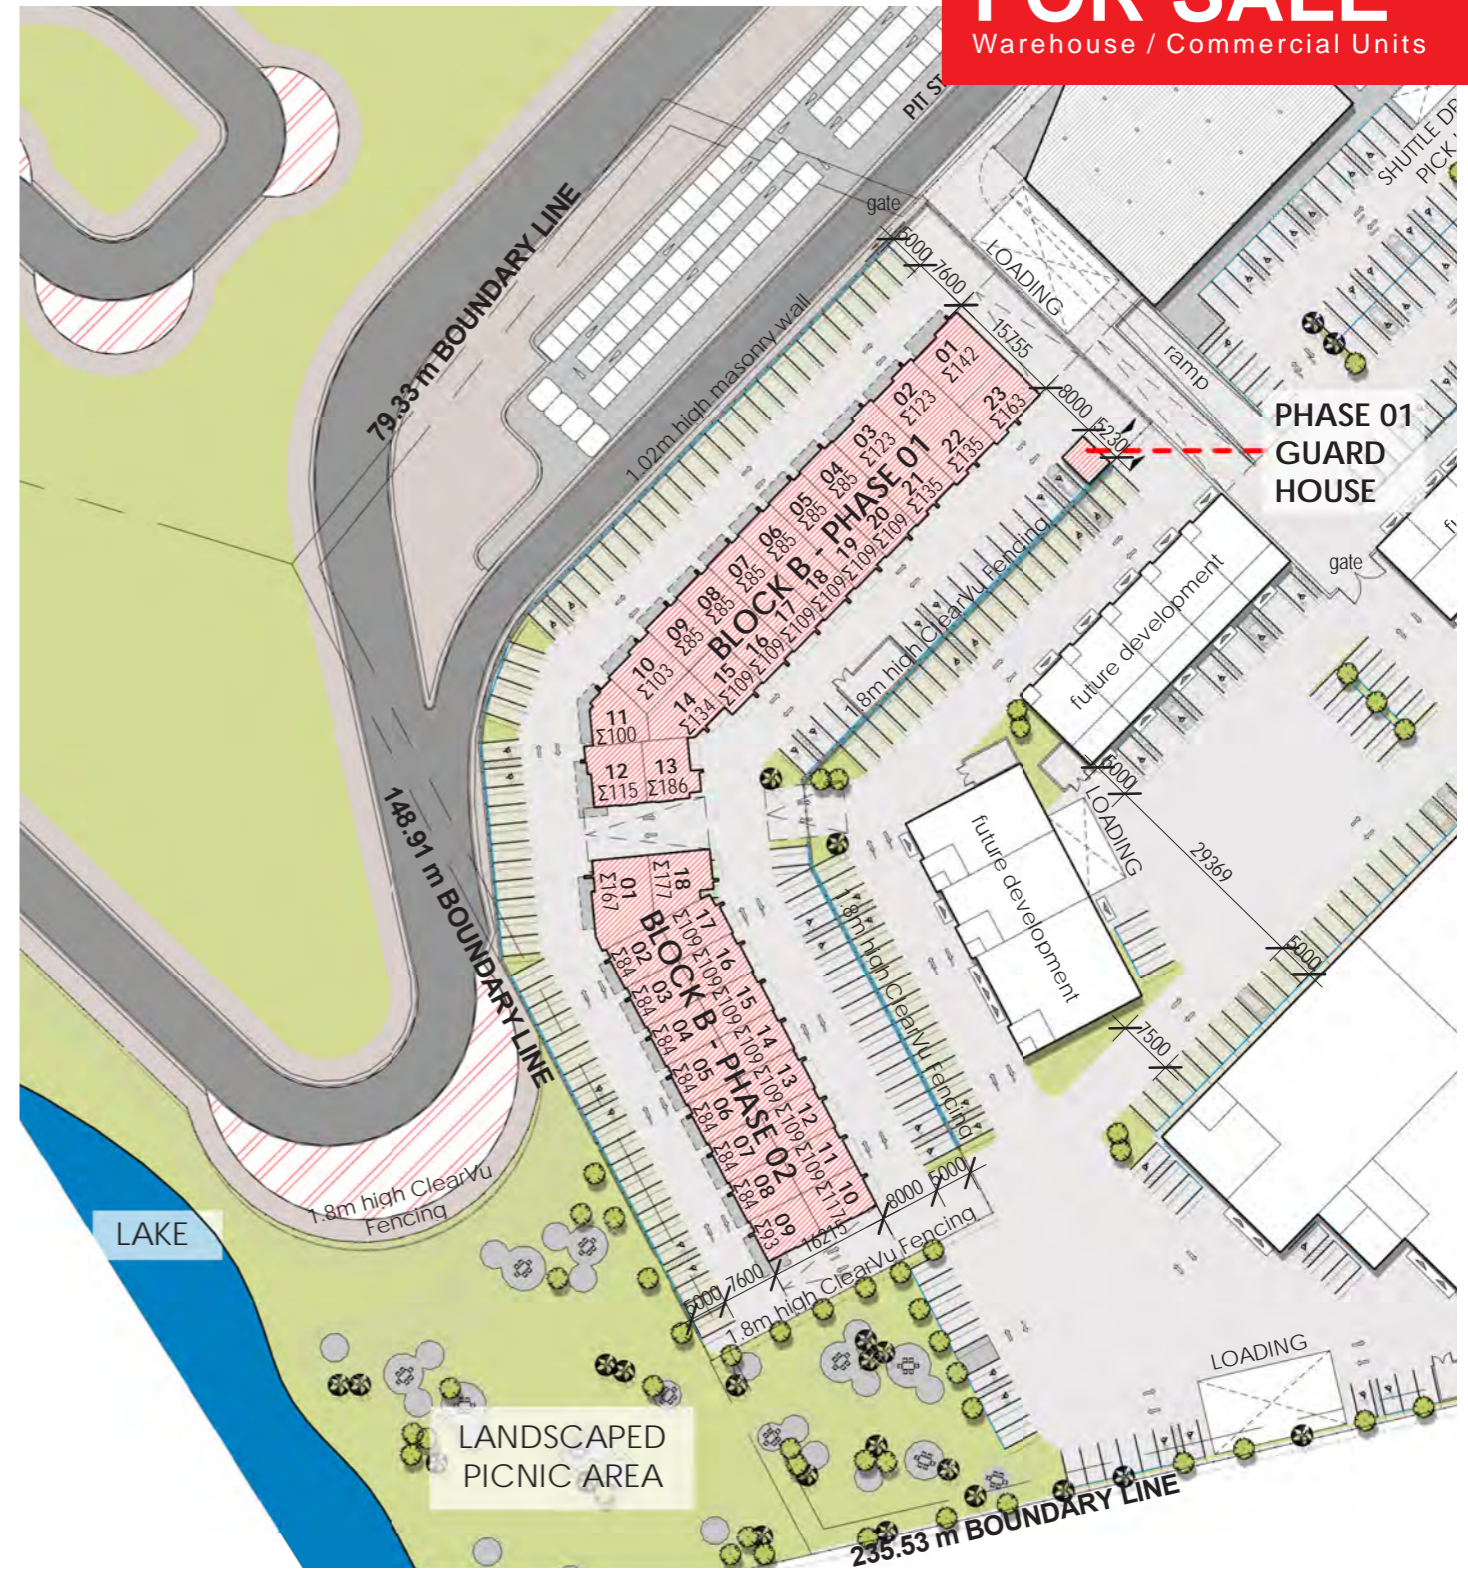 FOR SALE
Warehouse / Commercial Units
PIT
SHUTTLE
PICK
gate
79.33 m BOUNDARY LINE
1.02m high masonry wall
5000
7600
15755
8000
5230
LOADING
ramp
PHASE 01
GUARD
HOUSE
gate
BLOCK B - PHASE 01
01
Σ142
02
Σ123
03
Σ123
04
Σ85
05
Σ85
06
Σ85
07
Σ85
08
Σ85
09
Σ85
10
Σ103
11
Σ100
12
Σ115
13
Σ186
14
Σ134
15
Σ109
16
Σ109
17
Σ109
18
Σ109
19
Σ109
20
Σ109
21
Σ135
22
Σ135
23
Σ163
1.8m high ClearVu Fencing
future development
future development
5000
LOADING
29369
5000
7500
148.91 m BOUNDARY LINE
BLOCK B - PHASE 02
01
Σ167
18
Σ177
17
Σ109
16
Σ109
15
Σ109
14
Σ109
13
Σ109
12
Σ109
11
Σ109
10
Σ117
02
Σ84
03
Σ84
04
Σ84
05
Σ84
06
Σ84
07
Σ84
08
Σ84
09
Σ93
1.8m high ClearVu Fencing
5000
7600
16215
8000
5000
1.8m high ClearVu Fencing
1.8m high ClearVu
Fencing
LAKE
LANDSCAPED
PICNIC AREA
LOADING
235.53 m BOUNDARY LINE